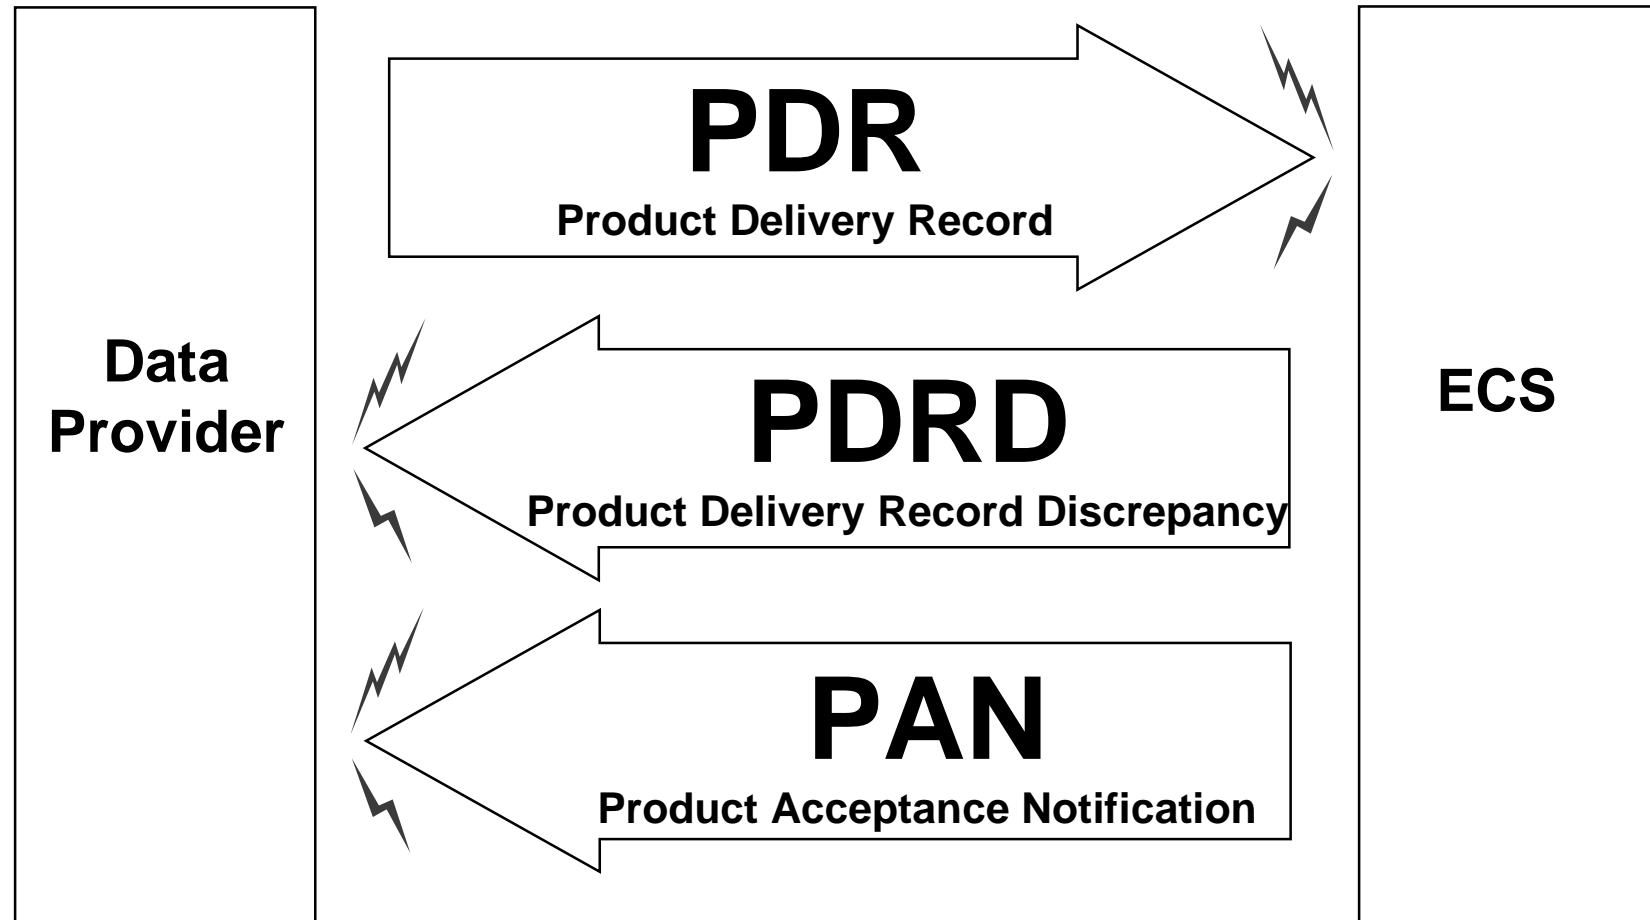 PDR
Product Delivery Record
Data
Provider
PDRD
Product Delivery Record Discrepancy
ECS
PAN
Product Acceptance Notification